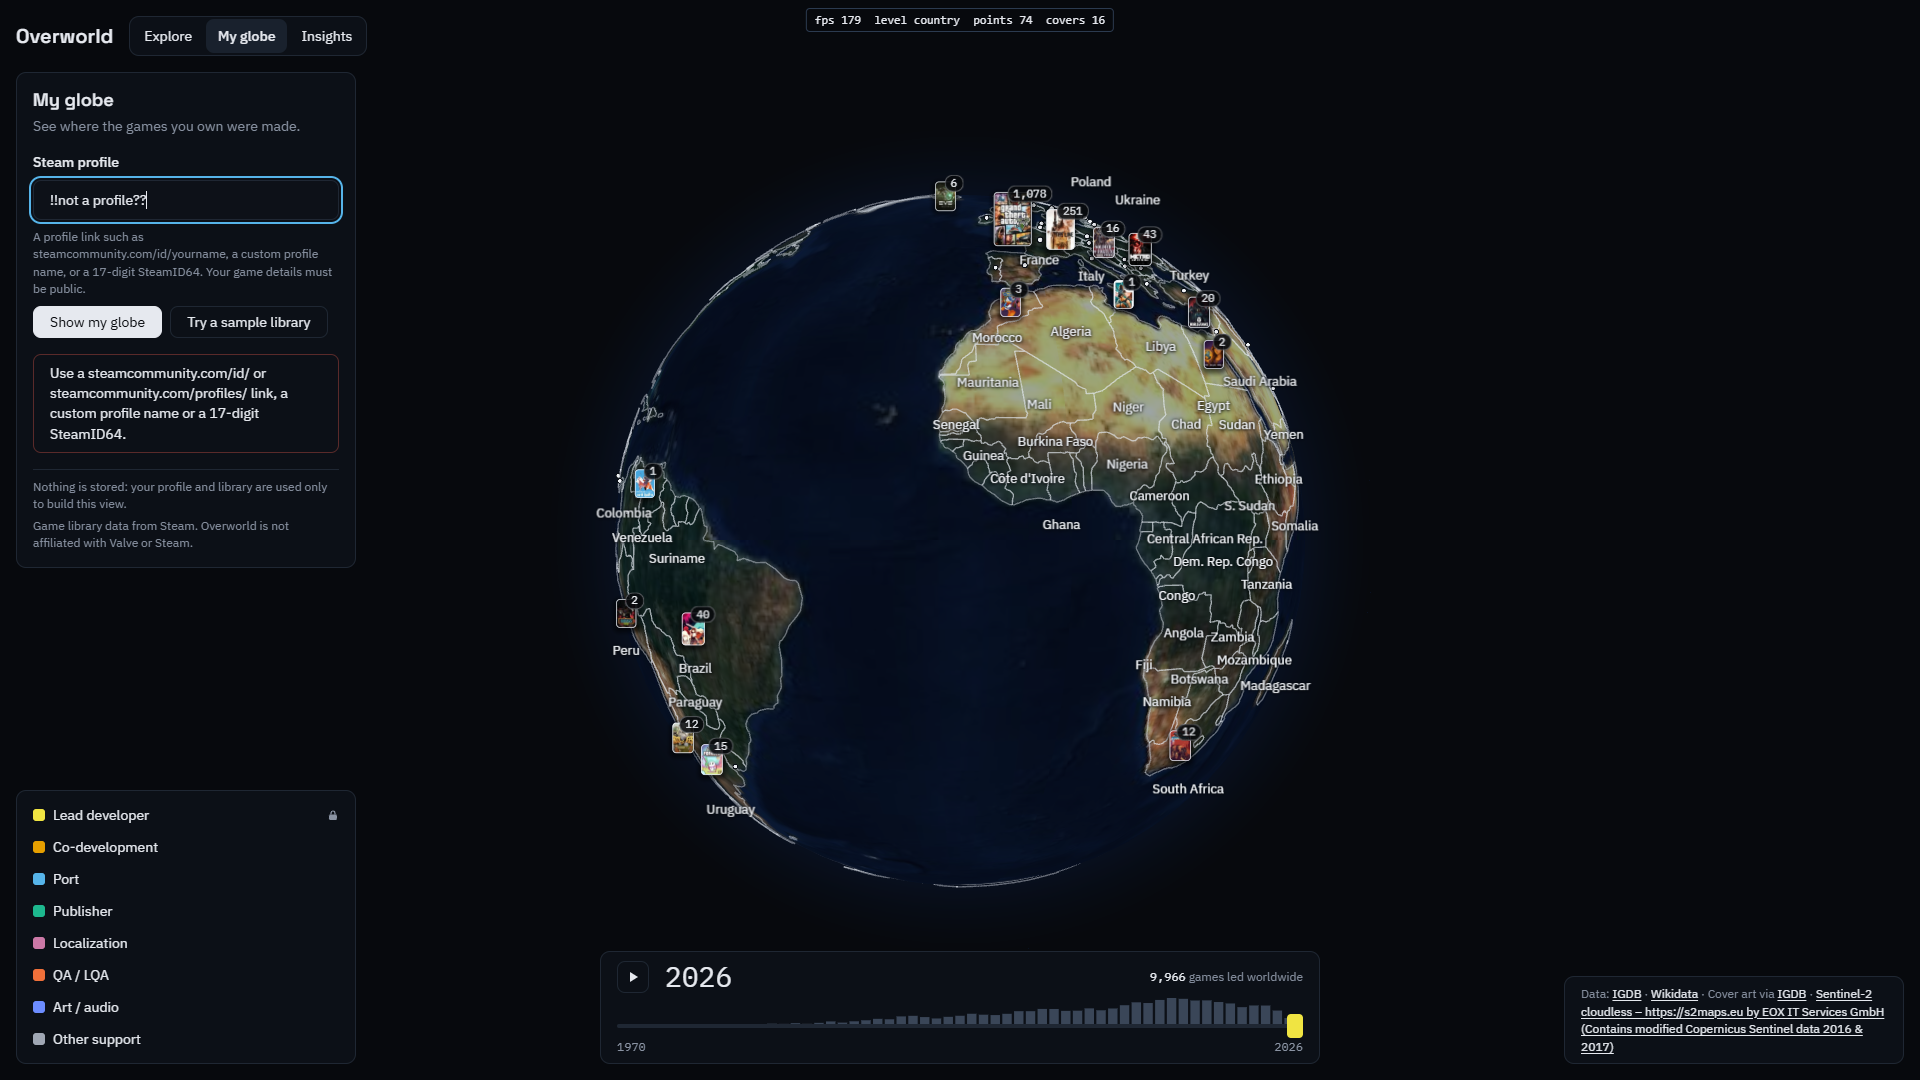 fps 179 level country points 74 covers 16
Overworld
Explore
My globe
Insights
My globe
See where the games you own were made.
Steam profile
!!not a profile??
A profile link such as
steamcommunity.com/id/yourname, a custom profile
name, or a 17-digit SteamID64. Your game details must
be public.
Show my globe
Try a sample library
Use a steamcommunity.com/id/ or
steamcommunity.com/profiles/ link, a
custom profile name or a 17-digit
SteamID64.
Nothing is stored: your profile and library are used only
to build this view.
Game library data from Steam. Overworld is not
affiliated with Valve or Steam.
Poland
6
1,078
Ukraine
251
16
43
France
Italy
Turkey
3
1
20
Morocco
Algeria
Libya
2
Mauritania
Saudi Arabia
Mali
Niger
Egypt
Senegal
Chad
Sudan
Yemen
Burkina Faso
Guinea
Nigeria
1
Côte d'Ivoire
Ethiopia
Cameroon
S. Sudan
Colombia
Ghana
Somalia
Venezuela
Central African Rep.
Suriname
Dem. Rep. Congo
Tanzania
2
Congo
40
Angola
Zambia
Peru
Brazil
Fiji
Mozambique
Botswana
Madagascar
Paraguay
Namibia
12
15
12
South Africa
Uruguay
Lead developer
Co-development
Port
Publisher
Localization
QA / LQA
Art / audio
Other support
2026
9,966 games led worldwide
1970
2026
Data: IGDB · Wikidata · Cover art via IGDB · Sentinel-2
cloudless – https://s2maps.eu by EOX IT Services GmbH
(Contains modified Copernicus Sentinel data 2016 &
2017)